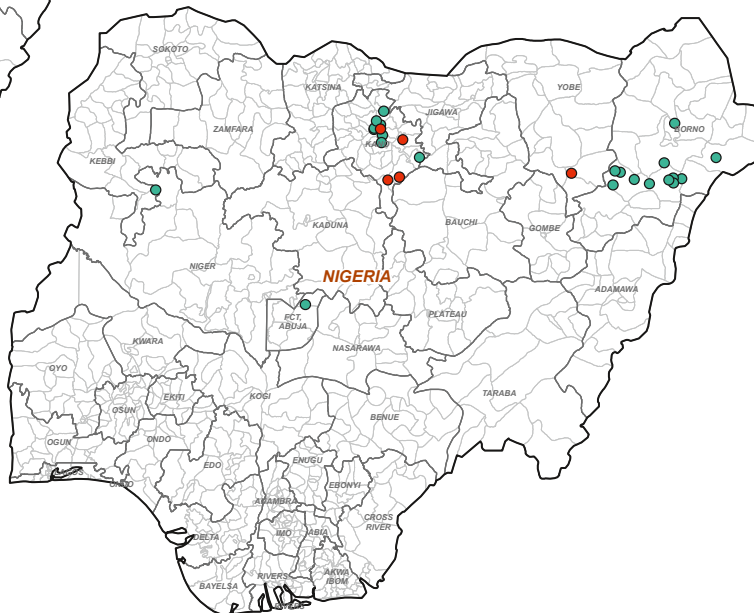 SOKOTO
KATSINA
YOBE
JIGAWA
ZAMFARA
BORNO
KEBBI
KADUNA
BAUCHI
GOMBE
NIGER
NIGERIA
ADAMAWA
FCT,
ABUJA
PLATEAU
KWARA
NASARAWA
OYO
TARABA
KOGI
EKITI
OSUN
BENUE
OGUN
ONDO
EDO
ENUGU
EBONYI
ANAMBRA
CROSS
RIVER
DELTA
IMO
ABIA
AKWA
IBOM
RIVERS
BAYELSA